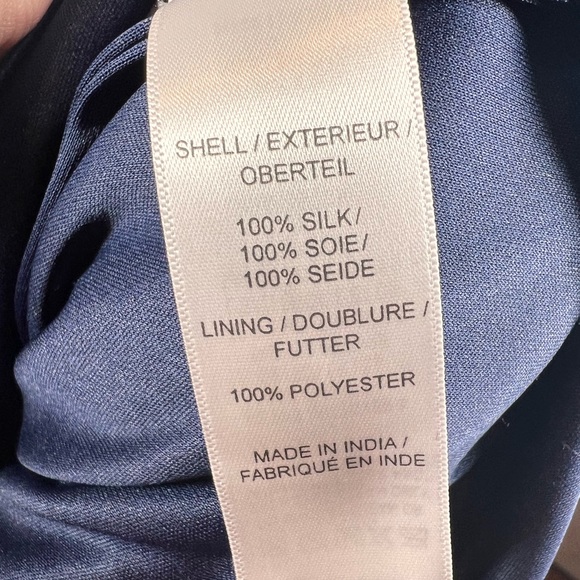 SHELL / EXTERIEUR /
OBERTEIL
100% SILK /
100% SOIE /
100% SEIDE
LINING / DOUBLURE /
FUTTER
100% POLYESTER
MADE IN INDIA /
FABRIQUÉ EN INDE